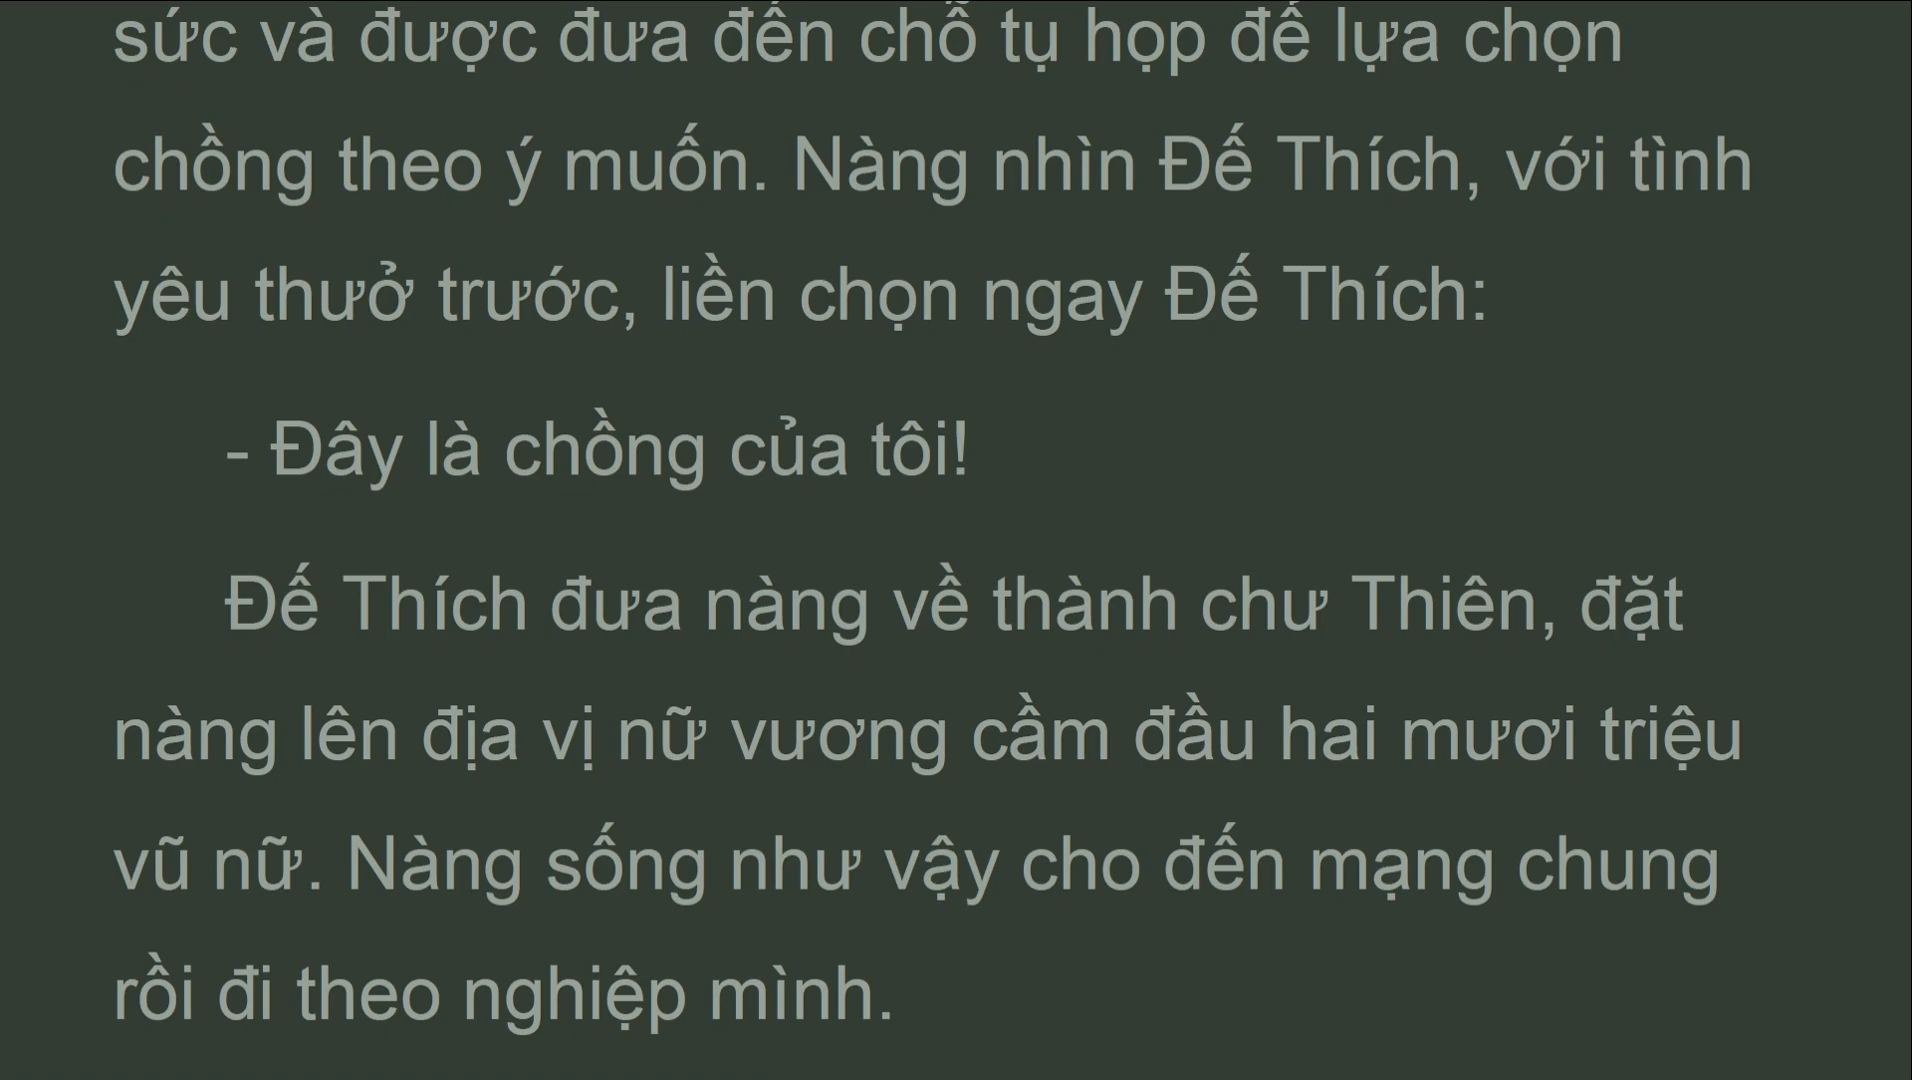 sức và được đưa đến chỗ tụ họp để lựa chọn
chồng theo ý muốn. Nàng nhìn Đế Thích, với tình
yêu thuở trước, liền chọn ngay Đế Thích:
- Đây là chồng của tôi!
Đế Thích đưa nàng về thành chư Thiên, đặt
nàng lên địa vị nữ vương cầm đầu hai mươi triệu
vũ nữ. Nàng sống như vậy cho đến mạng chung
rồi đi theo nghiệp mình.